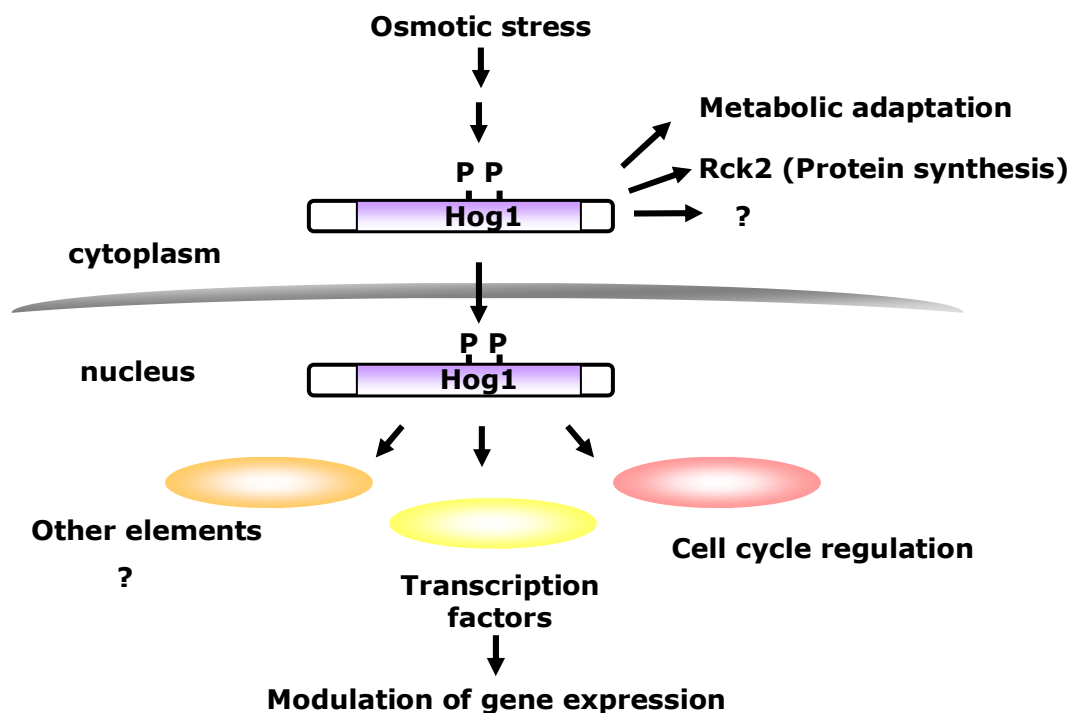 Osmotic stress
Metabolic adaptation
Rck2 (Protein synthesis)
?
P P
Hog1
cytoplasm
P P
Hog1
nucleus
Other elements
?
Transcription
factors
Cell cycle regulation
Modulation of gene expression